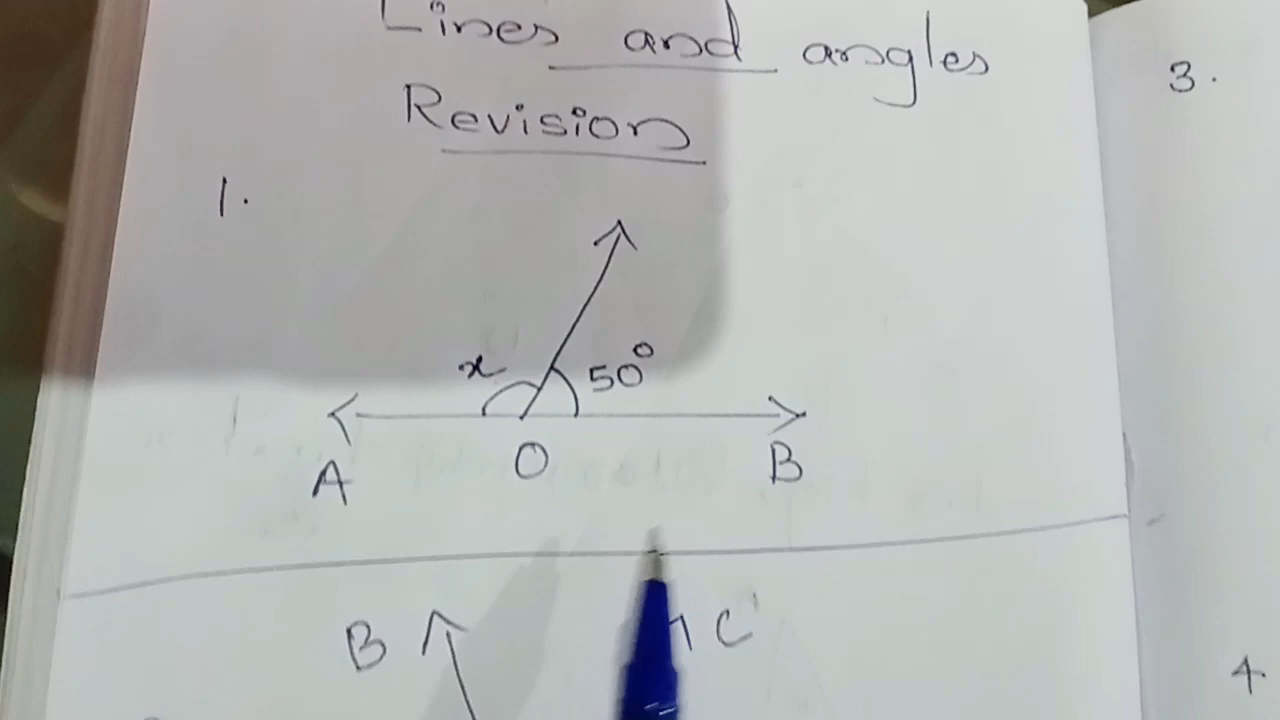 Lines and angles
Revision
1.
x 50°
A O B
B C
3.
4.